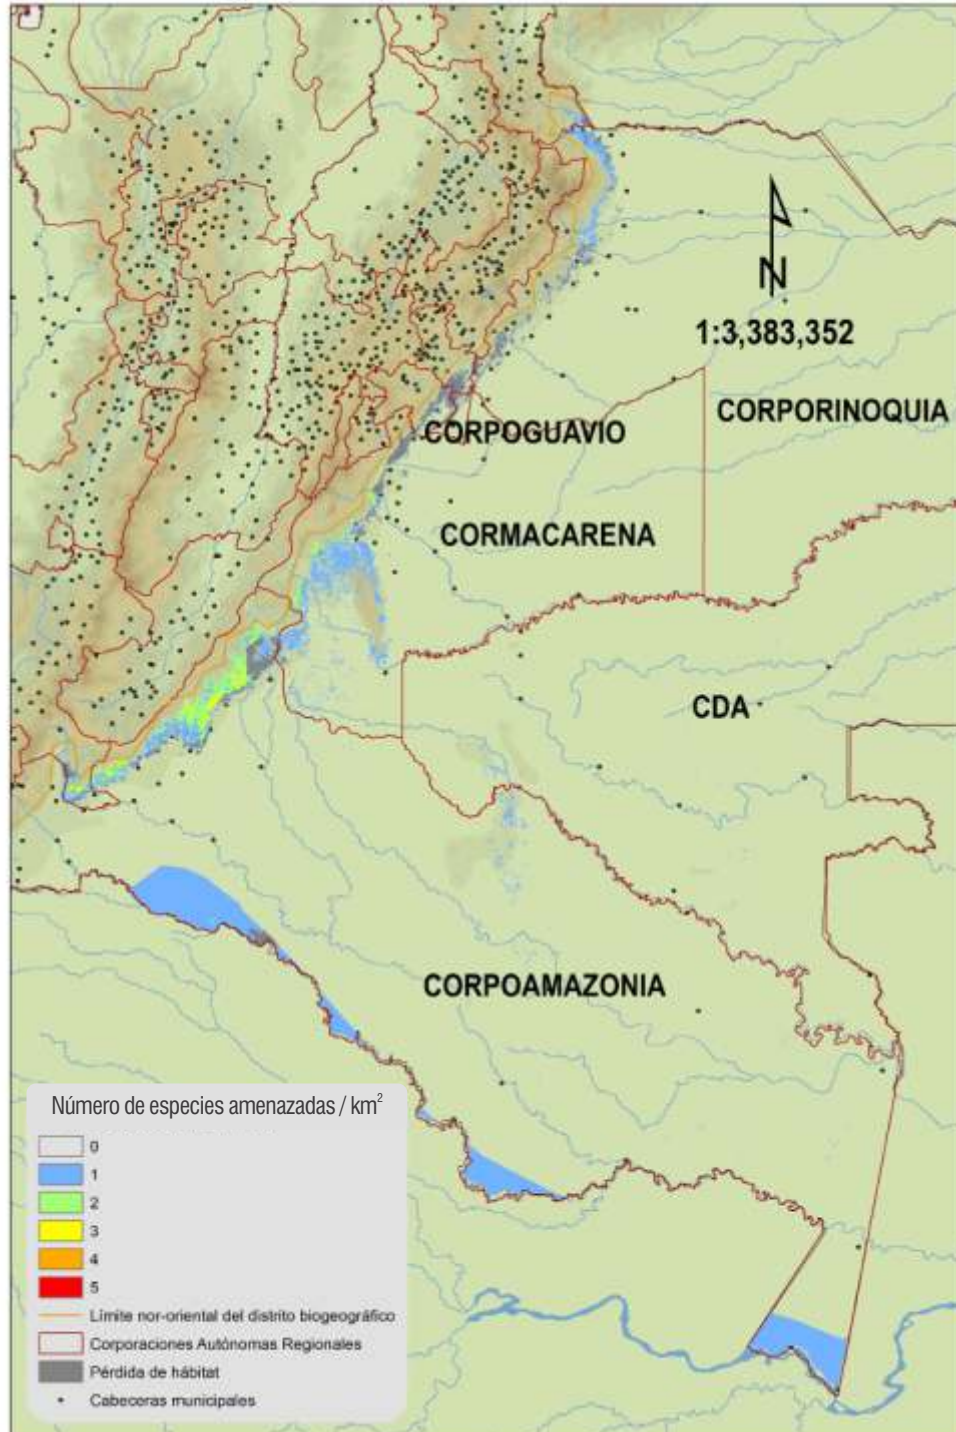 N
1:3,383,352
CORPORINOQUIA
CORPOGUAVIO
CORMACARENA
CDA
CORPOAMAZONIA
Número de especies amenazadas / km²
0
1
2
3
4
5
Límite nor-oriental del distrito biogeográfico
Corporaciones Autónomas Regionales
Pérdida de hábitat
Cabeceras municipales